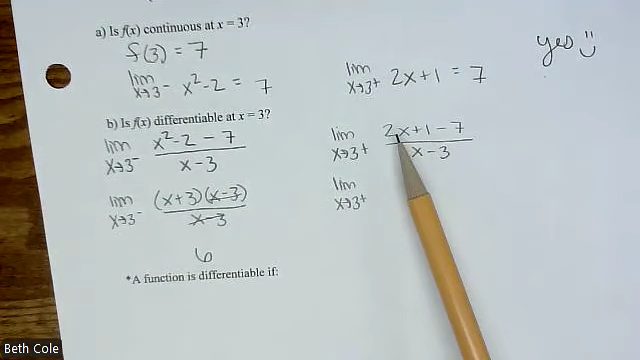 a) Is f(x) continuous at x = 3?
f(3) = 7
yes
lim x→3⁻ x²-2 = 7
lim x→3⁺ 2x+1 = 7
b) Is f(x) differentiable at x = 3?
lim x→3⁻ (x²-2-7)/(x-3)
lim x→3⁺ (2x+1-7)/(x-3)
lim x→3⁻ (x+3)(x-3)/(x-3)
lim x→3⁺
6
*A function is differentiable if:
Beth Cole